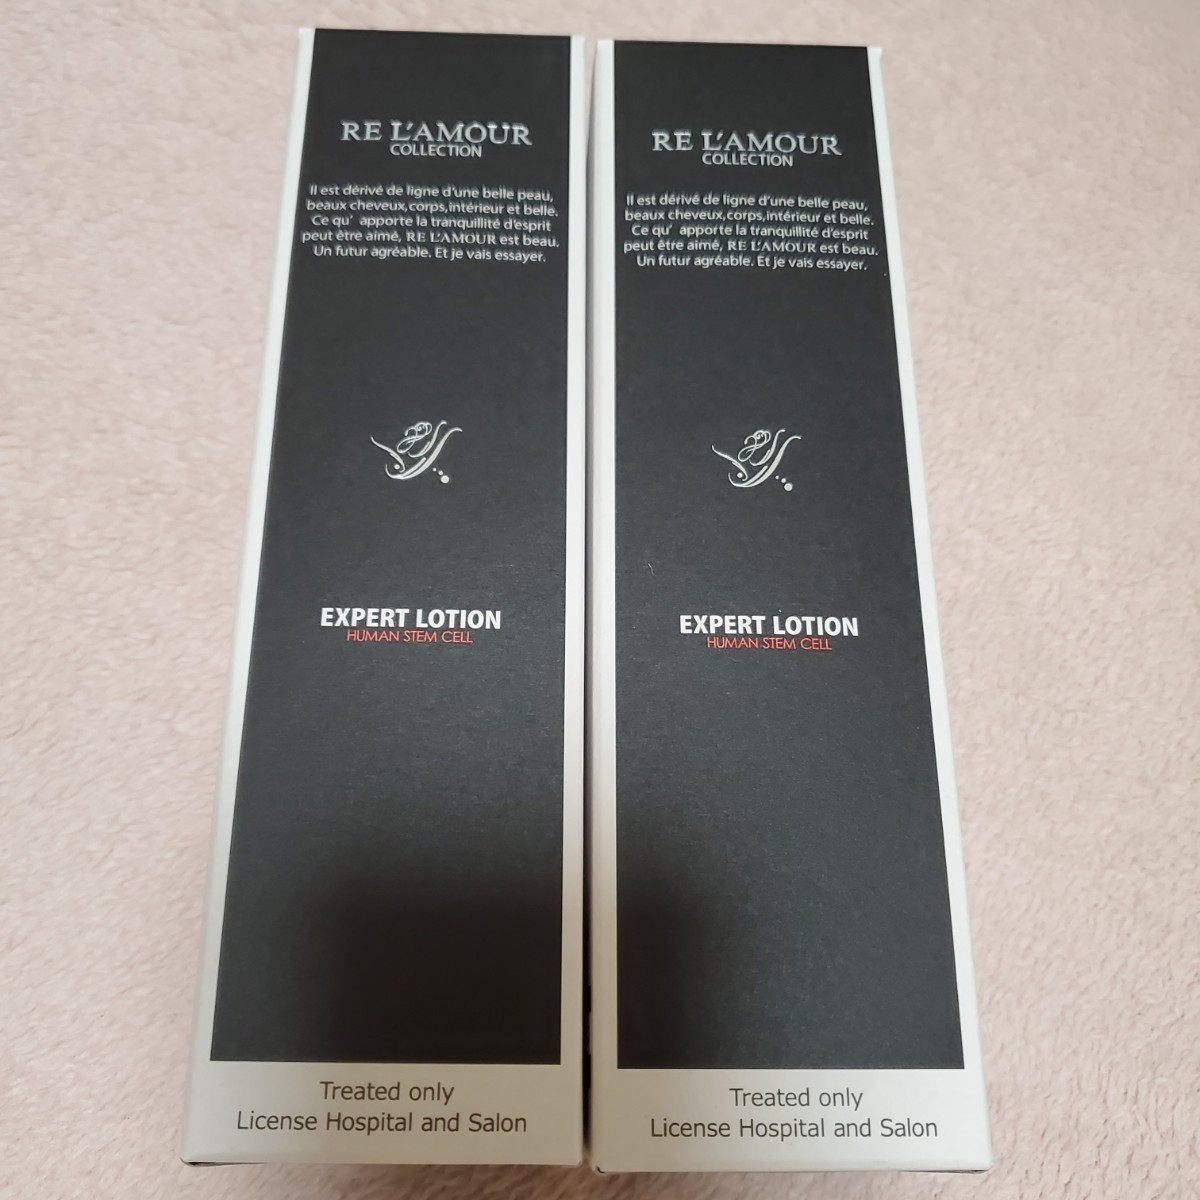 RE L'AMOUR
COLLECTION
Il est dérivé de ligne d'une belle peau,
beaux cheveux,corps,intérieur et belle.
Ce qu' apporte la tranquillité d'esprit
peut être aimé, RE L'AMOUR est beau.
Un futur agréable. Et je vais essayer.
EXPERT LOTION
HUMAN STEM CELL
Treated only
License Hospital and Salon
RE L'AMOUR
COLLECTION
Il est dérivé de ligne d'une belle peau,
beaux cheveux,corps,intérieur et belle.
Ce qu' apporte la tranquillité d'esprit
peut être aimé, RE L'AMOUR est beau.
Un futur agréable. Et je vais essayer.
EXPERT LOTION
HUMAN STEM CELL
Treated only
License Hospital and Salon